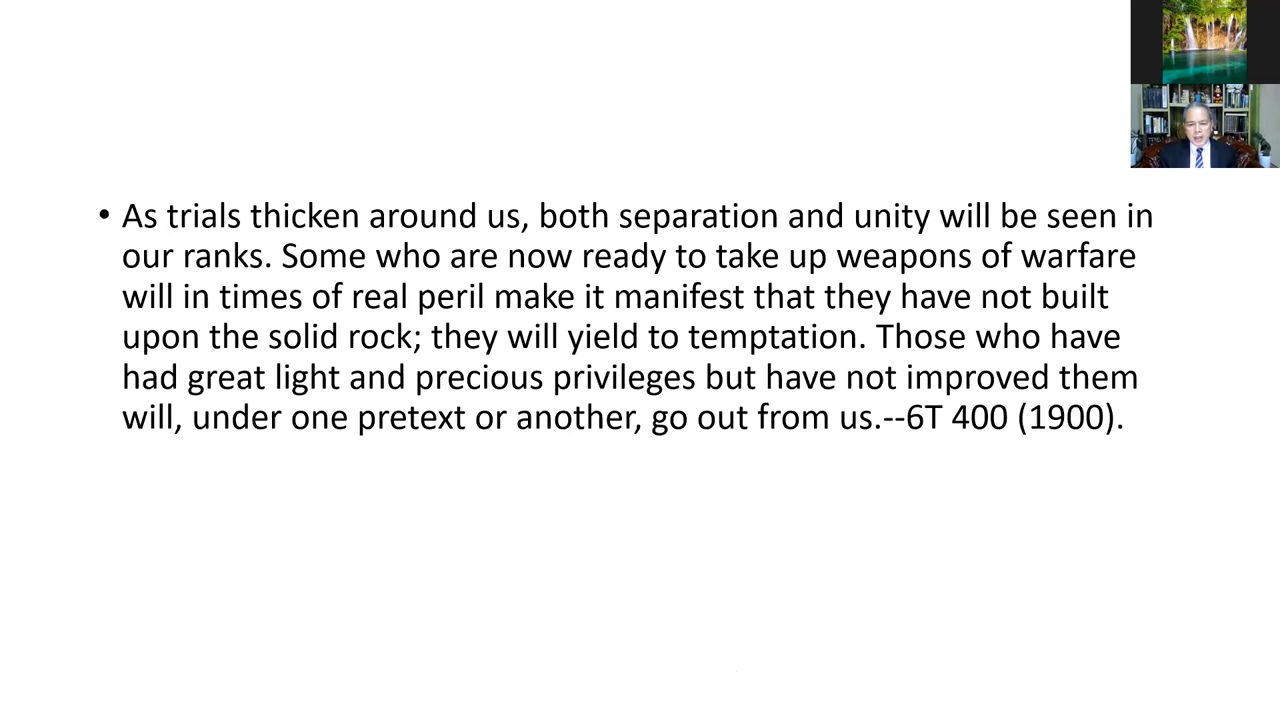 • As trials thicken around us, both separation and unity will be seen in
our ranks. Some who are now ready to take up weapons of warfare
will in times of real peril make it manifest that they have not built
upon the solid rock; they will yield to temptation. Those who have
had great light and precious privileges but have not improved them
will, under one pretext or another, go out from us.--6T 400 (1900).